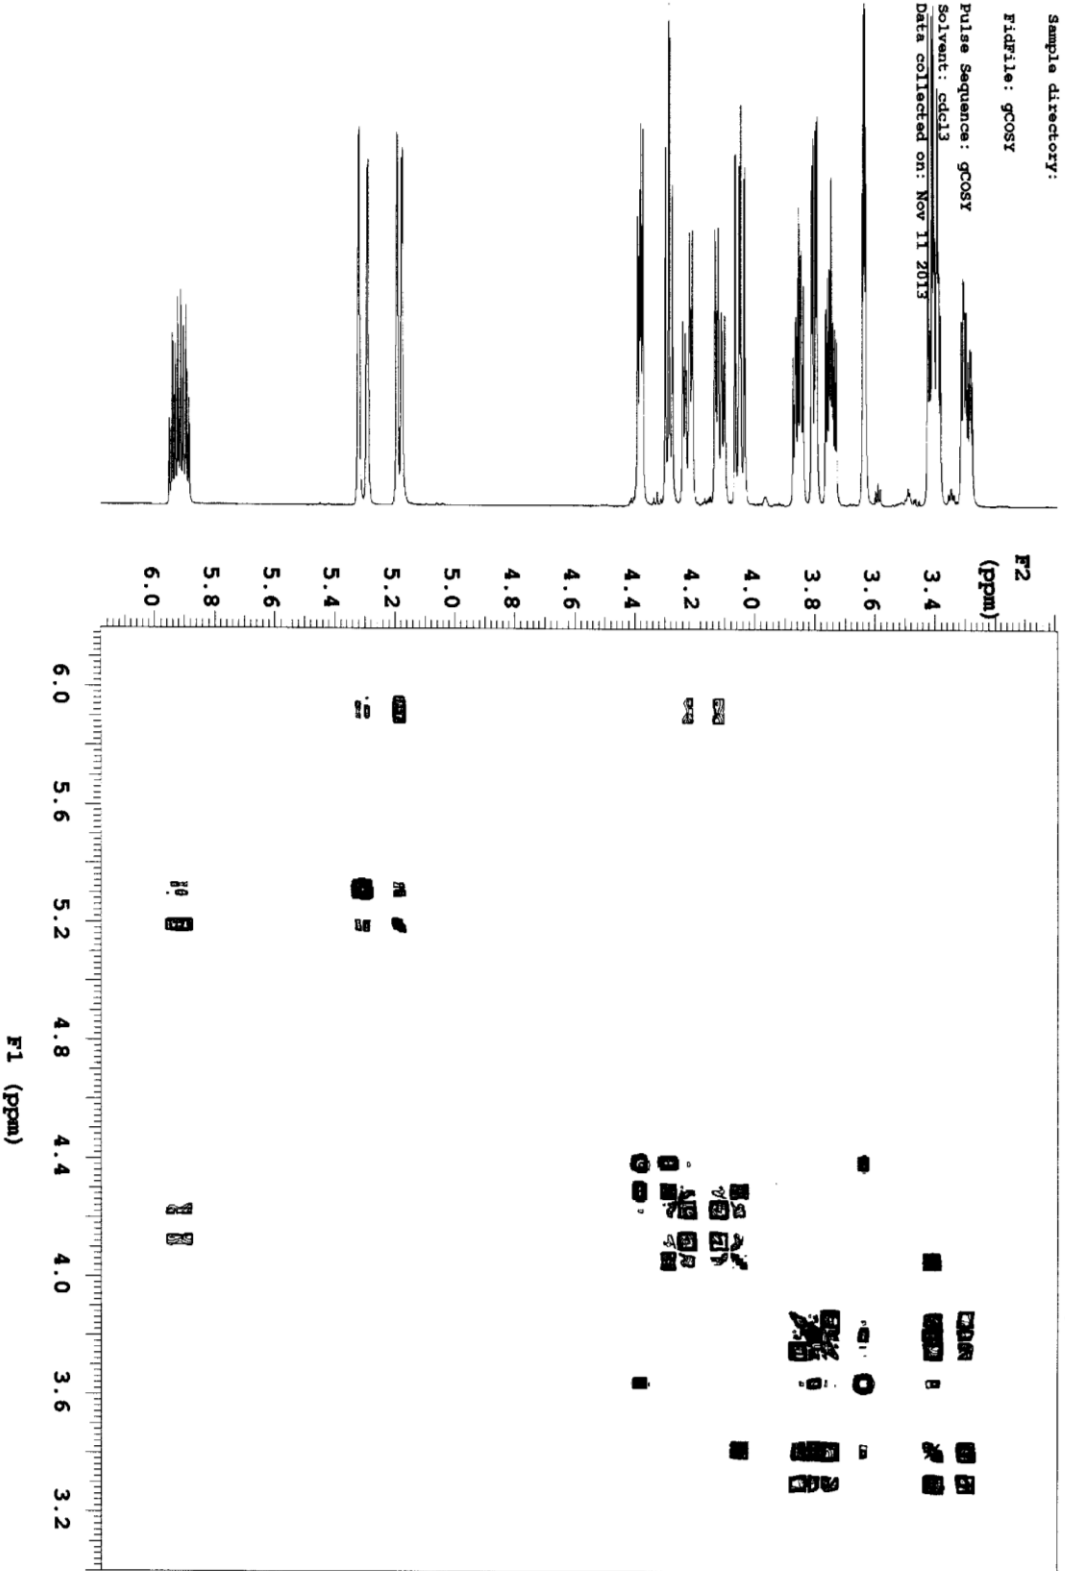 Sample directory:
FidFile: gCOSY
Pulse Sequence: gCOSY
Solvent: cdcl3
Data collected on: Nov 11 2013
F2
(ppm)
3.4
3.6
3.8
4.0
4.2
4.4
4.6
4.8
5.0
5.2
5.4
5.6
5.8
6.0
6.0
5.6
5.2
4.8
4.4
4.0
3.6
3.2
F1 (ppm)